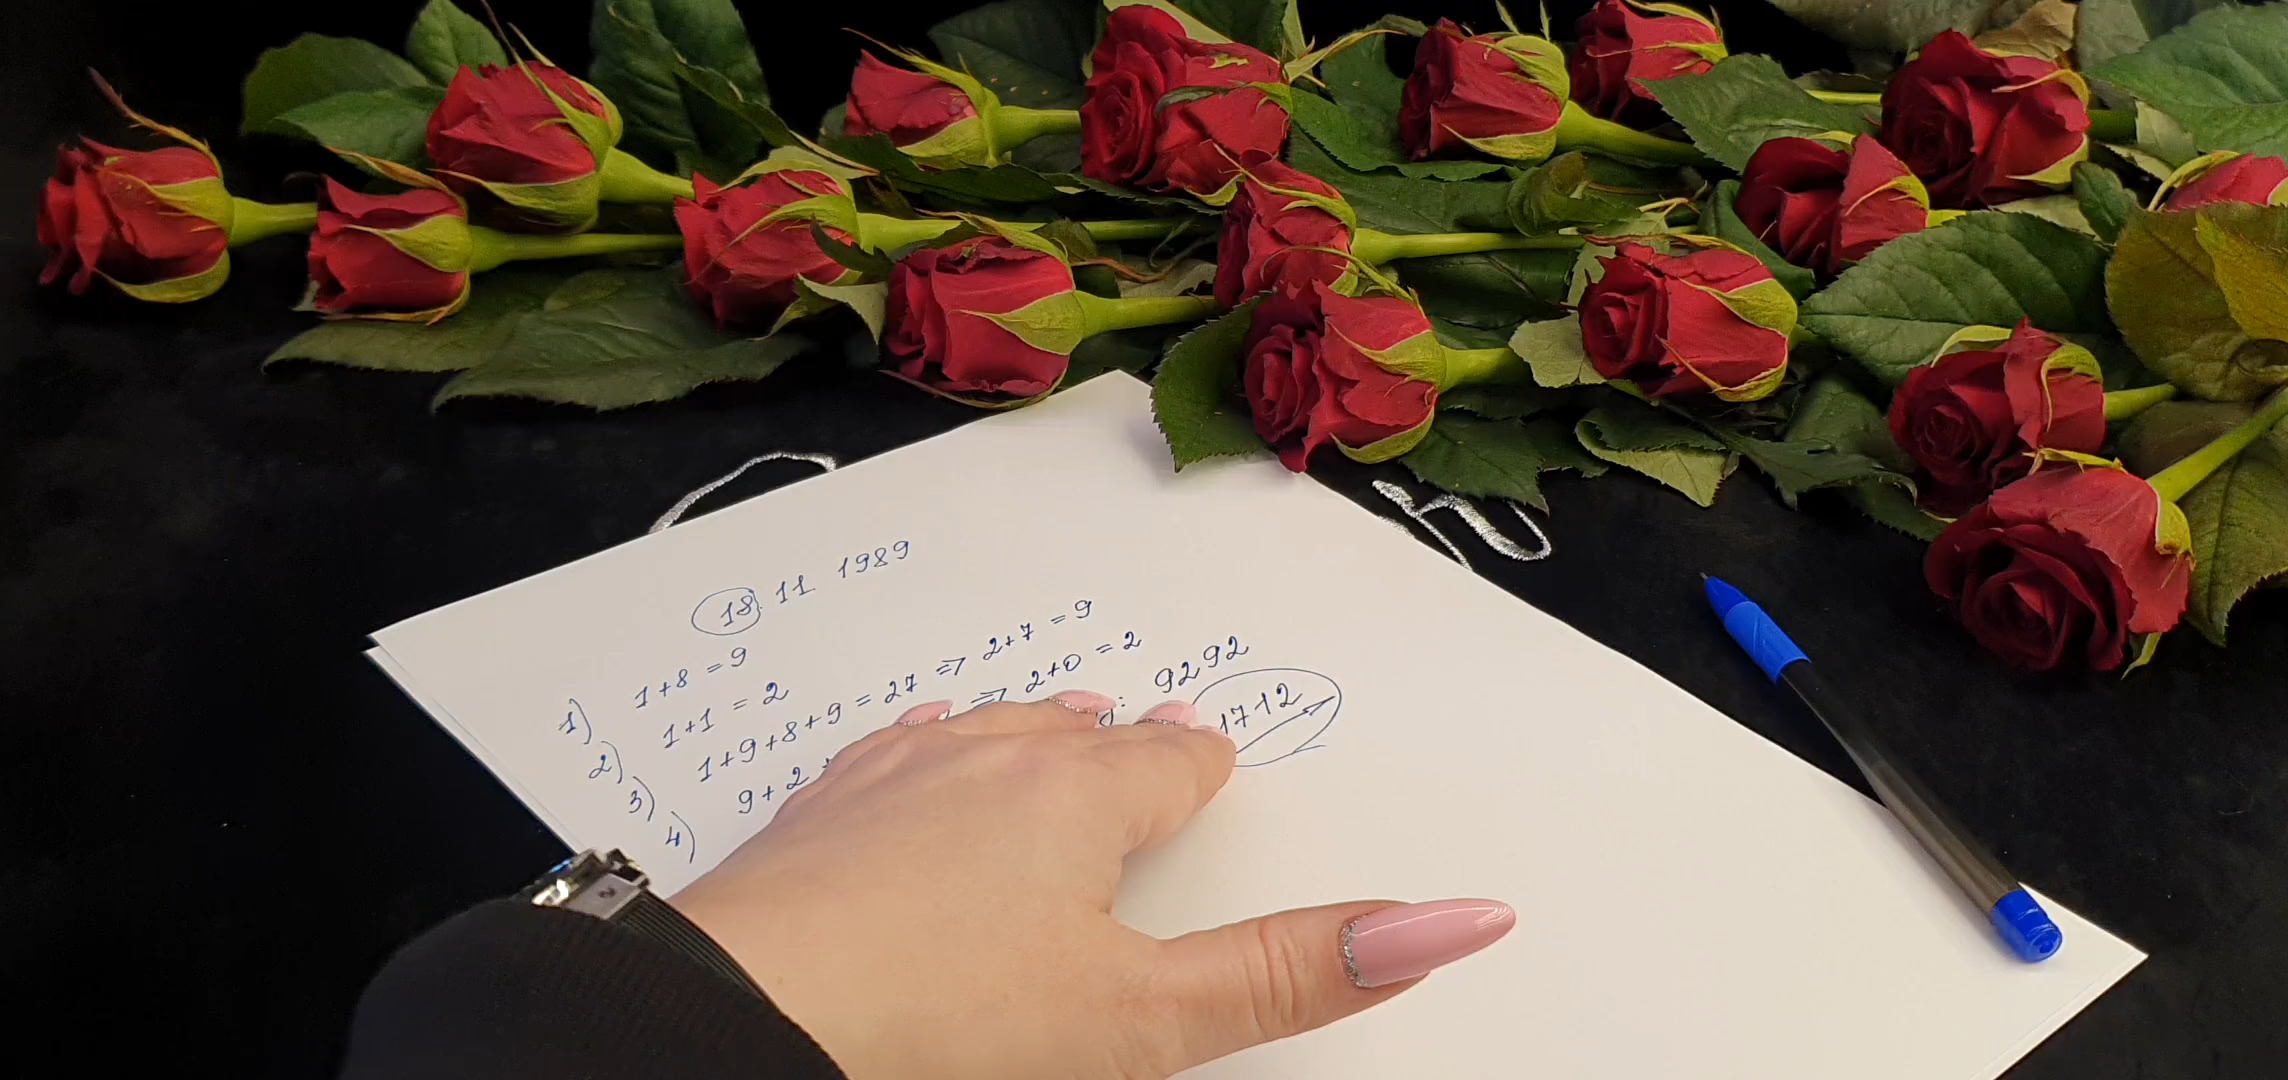 18. 11 1989
1) 1+8 = 9
2) 1+1 = 2
3) 1+9+8+9 = 27 => 2+7 = 9
4) 9+2 + => 2+0 = 2
: 9292
1712